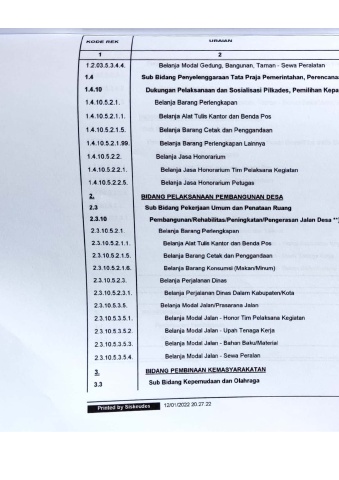 KODE REK URAIAN
1 2
1.2.03.5.3.4.4. Belanja Modal Gedung, Bangunan, Taman - Sewa Peralatan
1.4 Sub Bidang Penyelenggaraan Tata Praja Pemerintahan, Perencana
1.4.10 Dukungan Pelaksanaan dan Sosialisasi Pilkades, Pemilihan Kepa
1.4.10.5.2.1. Belanja Barang Perlengkapan
1.4.10.5.2.1.1. Belanja Alat Tulis Kantor dan Benda Pos
1.4.10.5.2.1.5. Belanja Barang Cetak dan Penggandaan
1.4.10.5.2.1.99. Belanja Barang Perlengkapan Lainnya
1.4.10.5.2.2. Belanja Jasa Honorarium
1.4.10.5.2.2.1. Belanja Jasa Honorarium Tim Pelaksana Kegiatan
1.4.10.5.2.2.5. Belanja Jasa Honorarium Petugas
2. BIDANG PELAKSANAAN PEMBANGUNAN DESA
2.3 Sub Bidang Pekerjaan Umum dan Penataan Ruang
2.3.10 Pembangunan/Rehabilitas/Peningkatan/Pengerasan Jalan Desa **)
2.3.10.5.2.1. Belanja Barang Perlengkapan
2.3.10.5.2.1.1. Belanja Alat Tulis Kantor dan Benda Pos
2.3.10.5.2.1.5. Belanja Barang Cetak dan Penggandaan
2.3.10.5.2.1.6. Belanja Barang Konsumsi (Makan/Minum)
2.3.10.5.2.3. Belanja Perjalanan Dinas
2.3.10.5.2.3.1. Belanja Perjalanan Dinas Dalam Kabupaten/Kota
2.3.10.5.3.5. Belanja Modal Jalan/Prasarana Jalan
2.3.10.5.3.5.1. Belanja Modal Jalan - Honor Tim Pelaksana Kegiatan
2.3.10.5.3.5.2. Belanja Modal Jalan - Upah Tenaga Kerja
2.3.10.5.3.5.3. Belanja Modal Jalan - Bahan Baku/Material
2.3.10.5.3.5.4. Belanja Modal Jalan - Sewa Peralan
3. BIDANG PEMBINAAN KEMASYARAKATAN
3.3 Sub Bidang Kepemudaan dan Olahraga
Printed by Siskeudes 12/01/2022 20.27.22